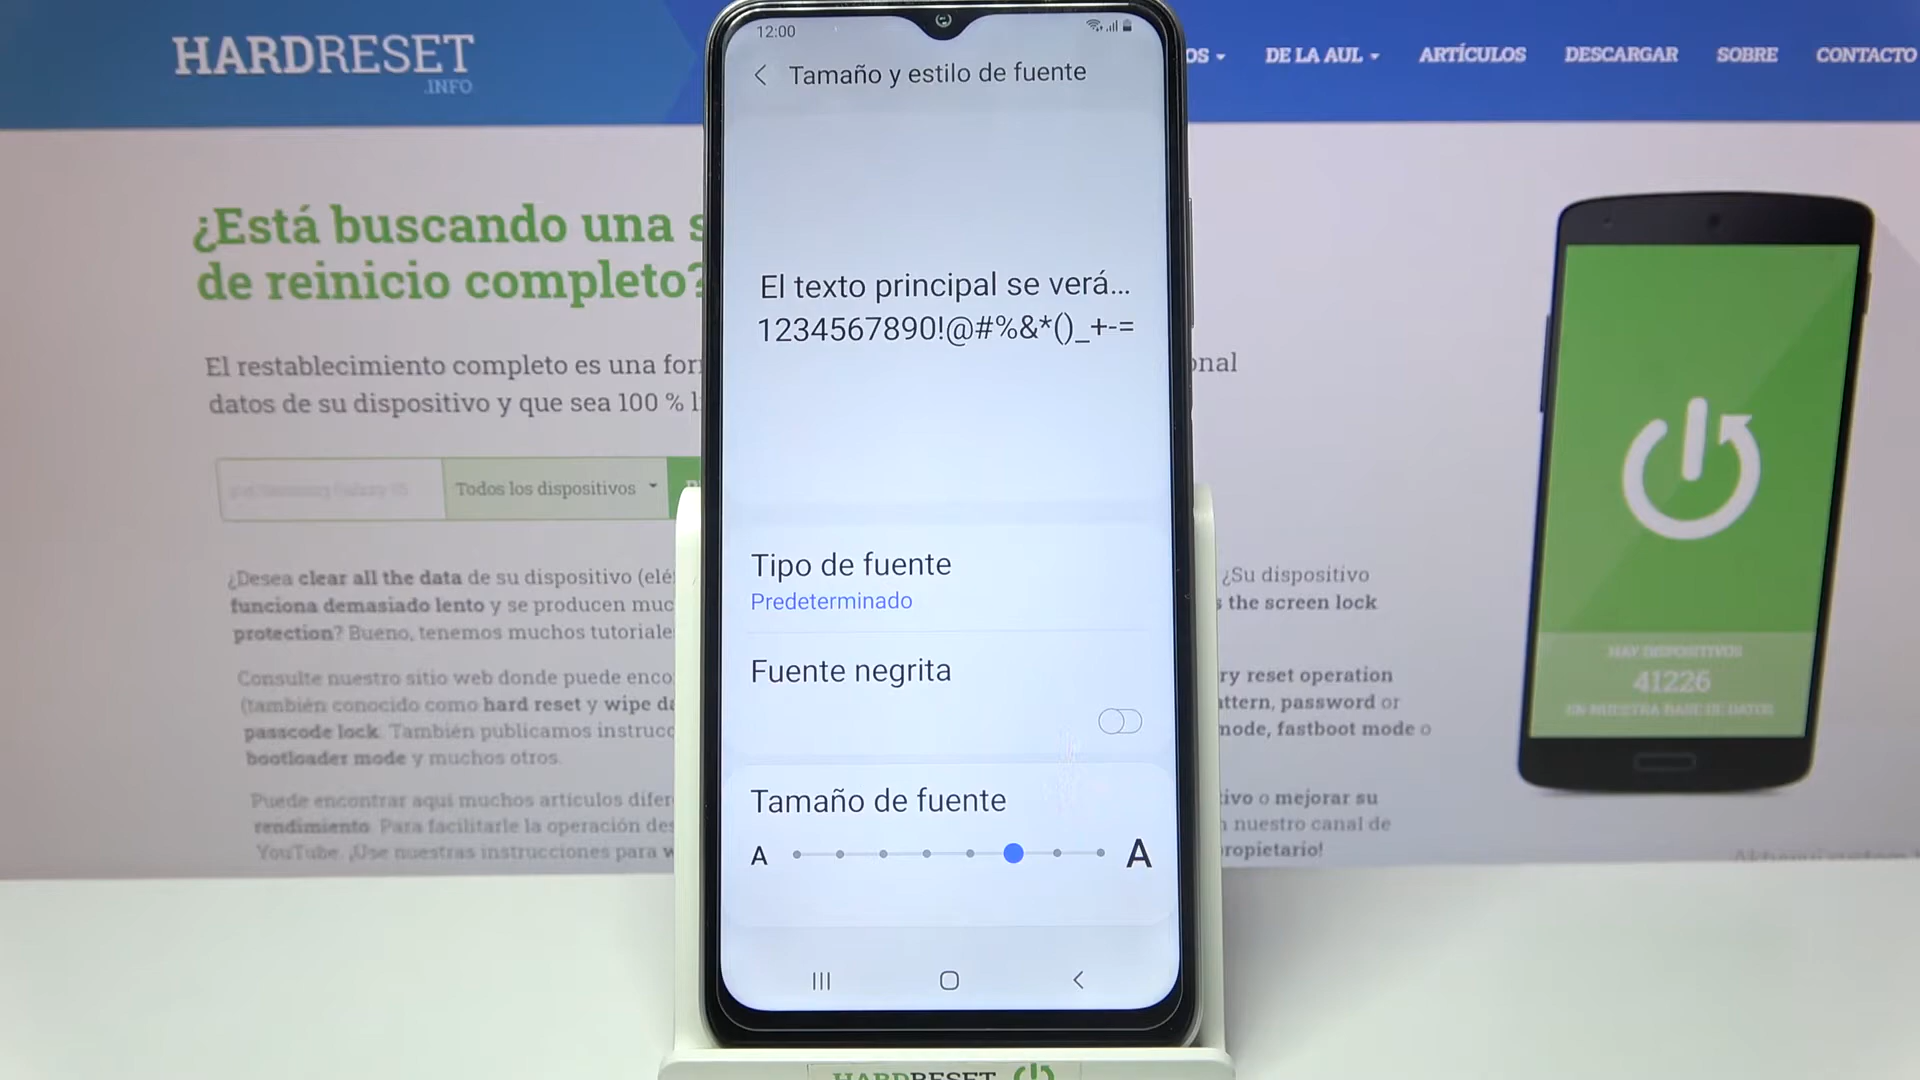 HARDRESET
.INFO
OS
DE LA AUL
ARTÍCULOS
DESCARGAR
SOBRE
CONTACTO
¿Está buscando una s
de reinicio completo?
El restablecimiento completo es una for
onal
datos de su dispositivo y que sea 100 % l
Todos los dispositivos
¿Desea clear all the data de su dispositivo (elé
funciona demasiado lento y se producen muc
protection? Bueno, tenemos muchos tutoriale
¿Su dispositivo
s the screen lock
Consulte nuestro sitio web donde puede enco
(también conocido como hard reset y wipe da
passcode lock. También publicamos instrucc
bootloader mode y muchos otros.
ry reset operation
attern, password or
mode, fastboot mode o
Puede encontrar aquí muchos artículos difer
rendimiento. Para facilitarle la operación des
YouTube. ¡Use nuestras instrucciones para w
tivo o mejorar su
n nuestro canal de
ropietario!
12:00
Tamaño y estilo de fuente
El texto principal se verá...
1234567890!@#%&*()_+-=
Tipo de fuente
Predeterminado
Fuente negrita
Tamaño de fuente
A
A
HAY DISPOSITIVOS
41226
EN NUESTRA BASE DE DATOS
HARDRESET